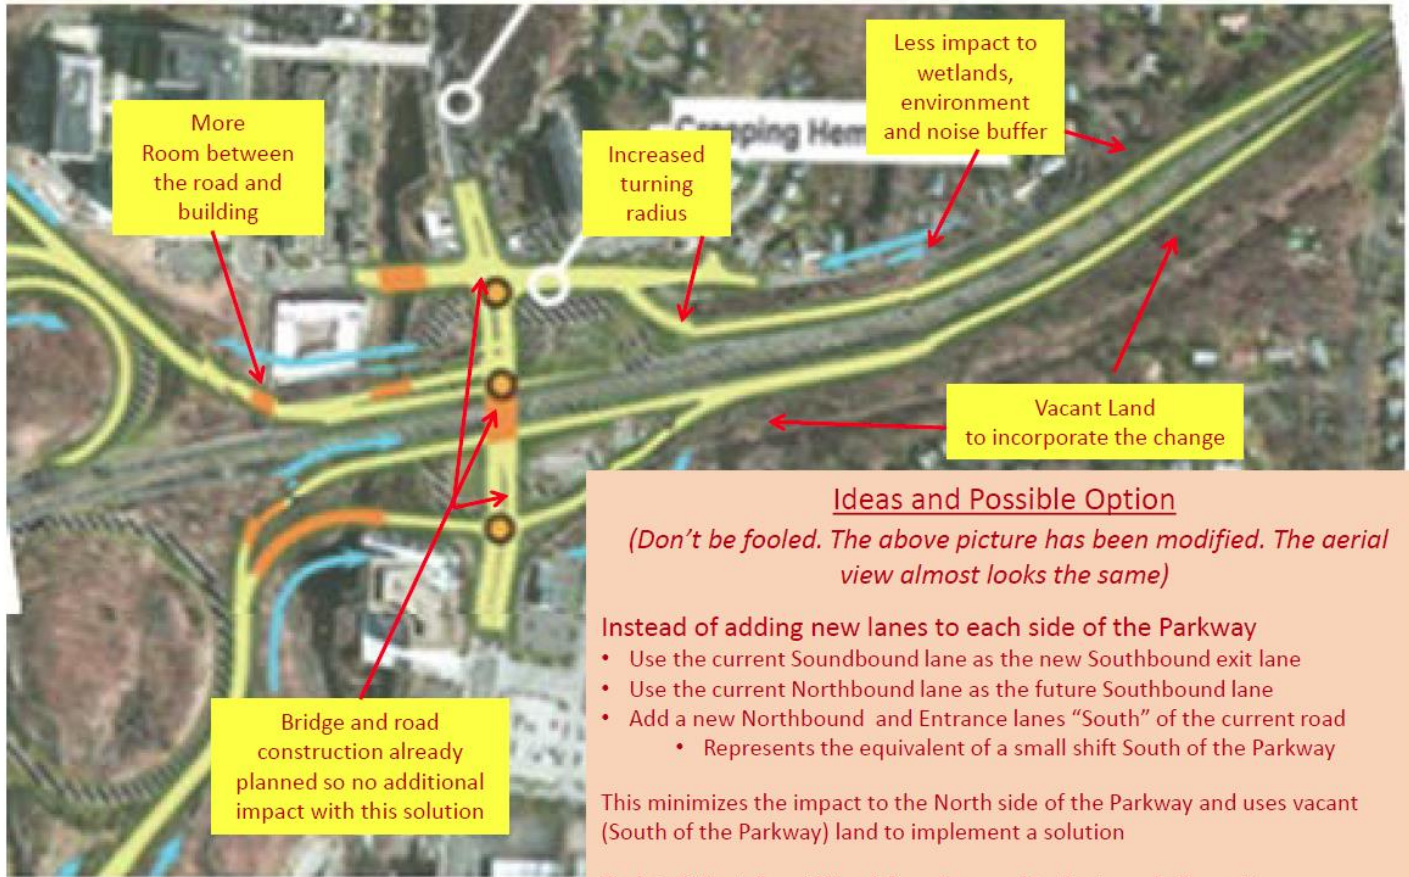 Less impact to
wetlands,
environment
and noise buffer
More
Room between
the road and
building
Increased
turning
radius
Creeping Hem
Vacant Land
to incorporate the change
Bridge and road
construction already
planned so no additional
impact with this solution
Ideas and Possible Option
(Don’t be fooled. The above picture has been modified. The aerial
view almost looks the same)
Instead of adding new lanes to each side of the Parkway
• Use the current Soundbound lane as the new Southbound exit lane
• Use the current Northbound lane as the future Southbound lane
• Add a new Northbound and Entrance lanes “South” of the current road
• Represents the equivalent of a small shift South of the Parkway
This minimizes the impact to the North side of the Parkway and uses vacant
(South of the Parkway) land to implement a solution